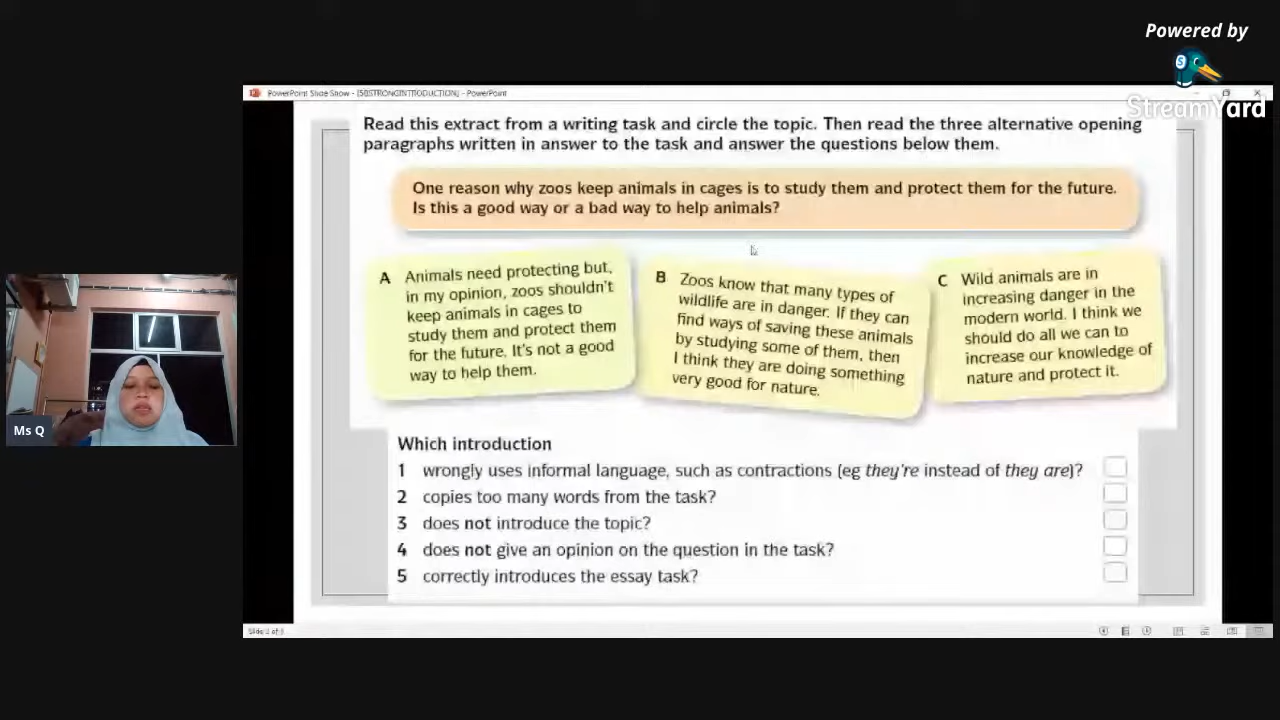 Powered by
StreamYard
PowerPoint Slide Show - [SBSTRONGINTRODUCTION] - PowerPoint
Read this extract from a writing task and circle the topic. Then read the three alternative opening
paragraphs written in answer to the task and answer the questions below them.
One reason why zoos keep animals in cages is to study them and protect them for the future.
Is this a good way or a bad way to help animals?
A Animals need protecting but,
in my opinion, zoos shouldn't
keep animals in cages to
study them and protect them
for the future. It's not a good
way to help them.
B Zoos know that many types of
wildlife are in danger. If they can
find ways of saving these animals
by studying some of them, then
I think they are doing something
very good for nature.
C Wild animals are in
increasing danger in the
modern world. I think we
should do all we can to
increase our knowledge of
nature and protect it.
Ms Q
Which introduction
1 wrongly uses informal language, such as contractions (eg they're instead of they are)?
2 copies too many words from the task?
3 does not introduce the topic?
4 does not give an opinion on the question in the task?
5 correctly introduces the essay task?